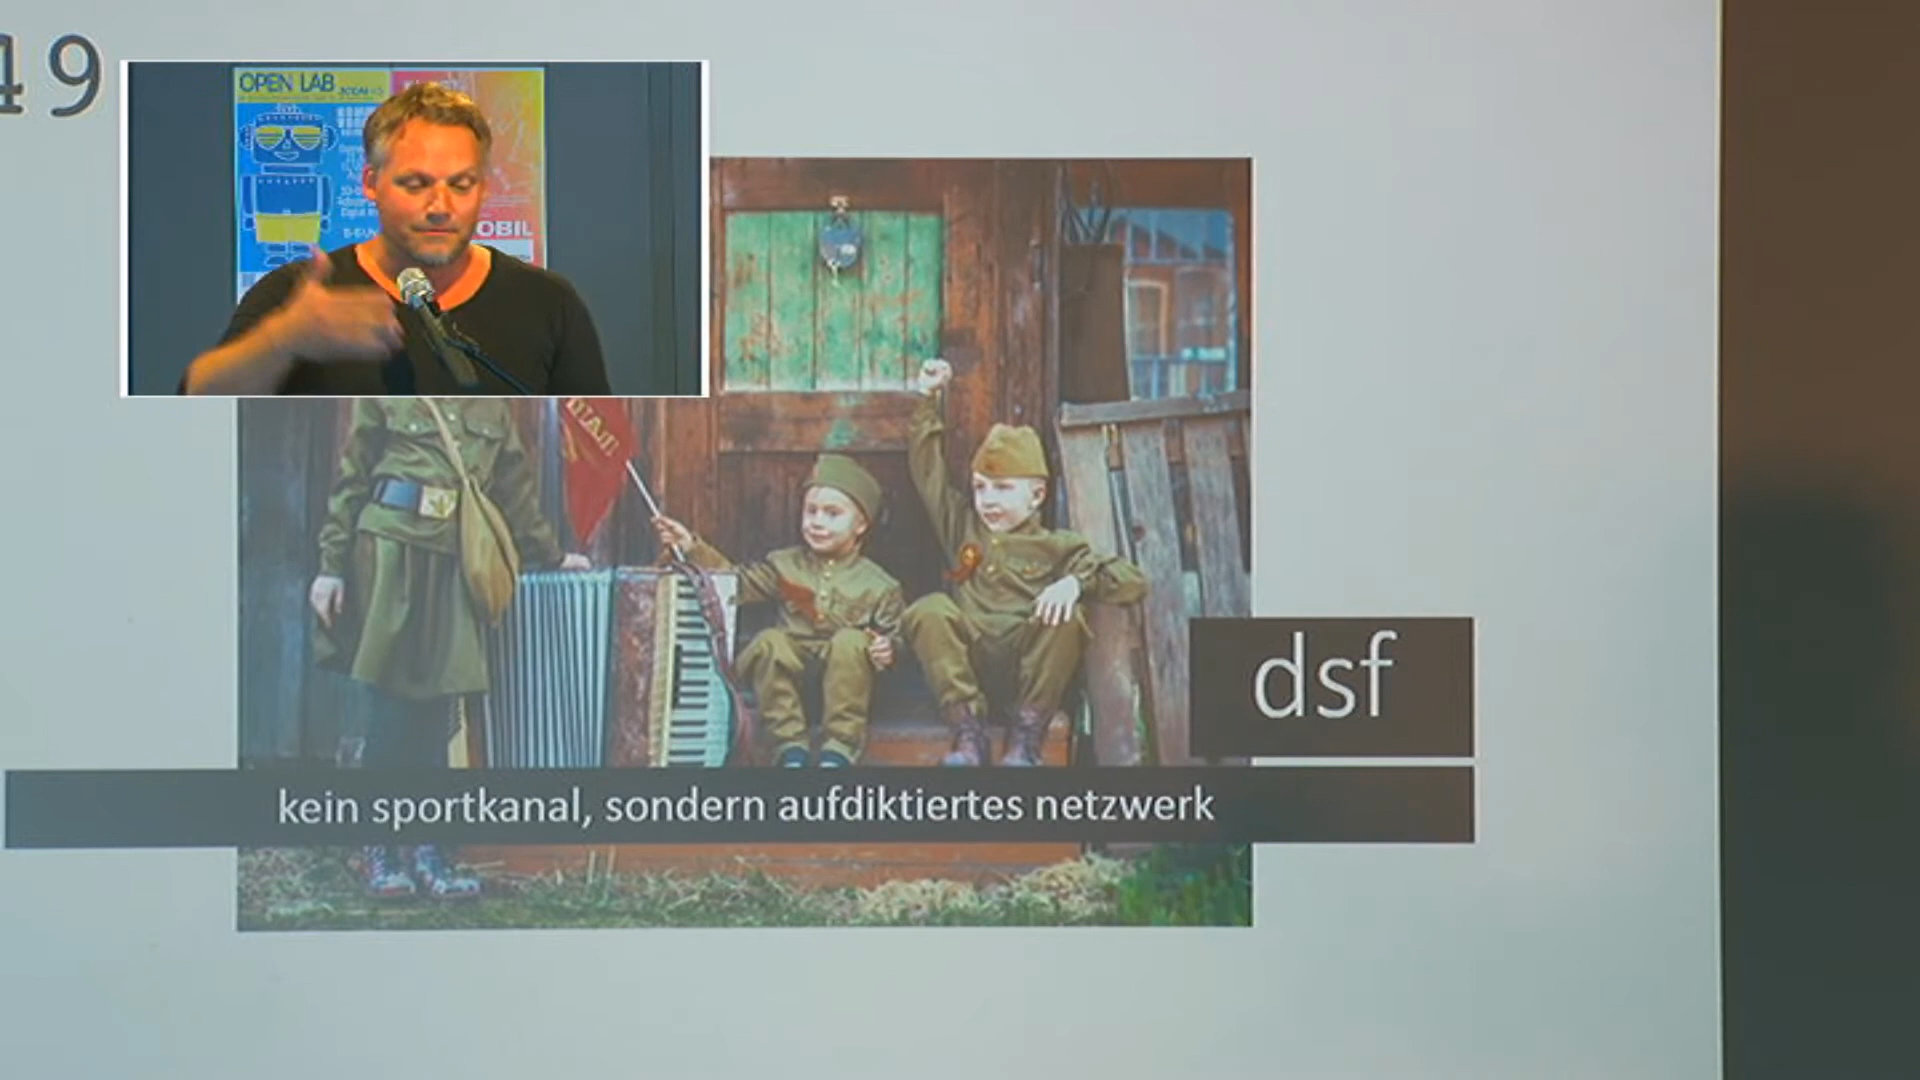 49
OPEN LAB
OBIL
dsf
kein sportkanal, sondern aufdiktiertes netzwerk